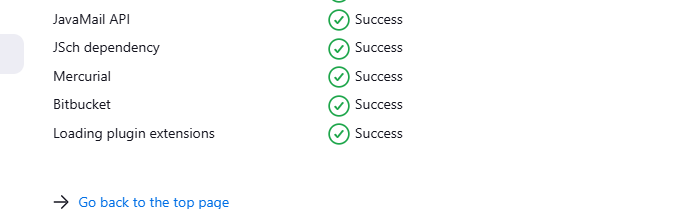 JavaMail API Success
JSch dependency Success
Mercurial Success
Bitbucket Success
Loading plugin extensions Success
Go back to the top page